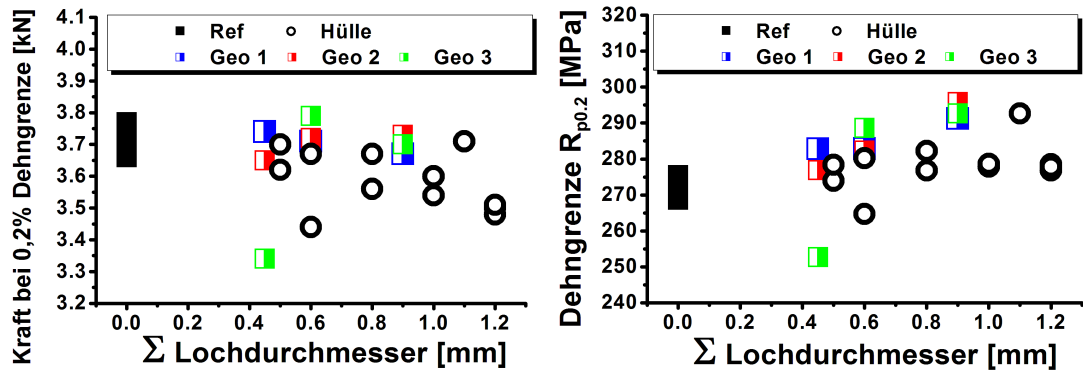 Kraft bei 0,2% Dehngrenze [kN]
4.1
4.0
3.9
3.8
3.7
3.6
3.5
3.4
3.3
3.2
Ref Hülle
Geo 1 Geo 2 Geo 3
0.0 0.2 0.4 0.6 0.8 1.0 1.2
Σ Lochdurchmesser [mm]
Dehngrenze Rp0.2 [MPa]
320
310
300
290
280
270
260
250
240
Ref Hülle
Geo 1 Geo 2 Geo 3
0.0 0.2 0.4 0.6 0.8 1.0 1.2
Σ Lochdurchmesser [mm]